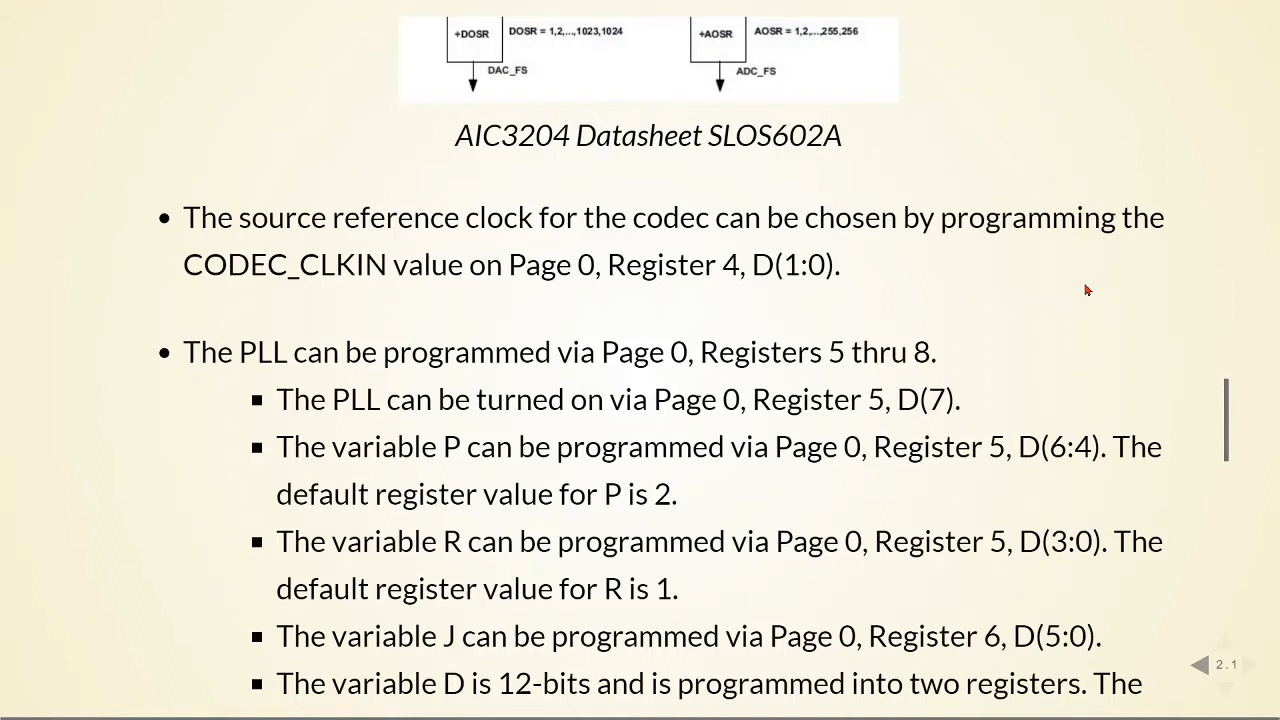 ÷DOSR DOSR = 1,2,...,1023,1024 ÷AOSR AOSR = 1,2,...,255,256
DAC_FS ADC_FS
AIC3204 Datasheet SLOS602A
• The source reference clock for the codec can be chosen by programming the
CODEC_CLKIN value on Page 0, Register 4, D(1:0).
• The PLL can be programmed via Page 0, Registers 5 thru 8.
▪ The PLL can be turned on via Page 0, Register 5, D(7).
▪ The variable P can be programmed via Page 0, Register 5, D(6:4). The
default register value for P is 2.
▪ The variable R can be programmed via Page 0, Register 5, D(3:0). The
default register value for R is 1.
▪ The variable J can be programmed via Page 0, Register 6, D(5:0).
▪ The variable D is 12-bits and is programmed into two registers. The
2.1